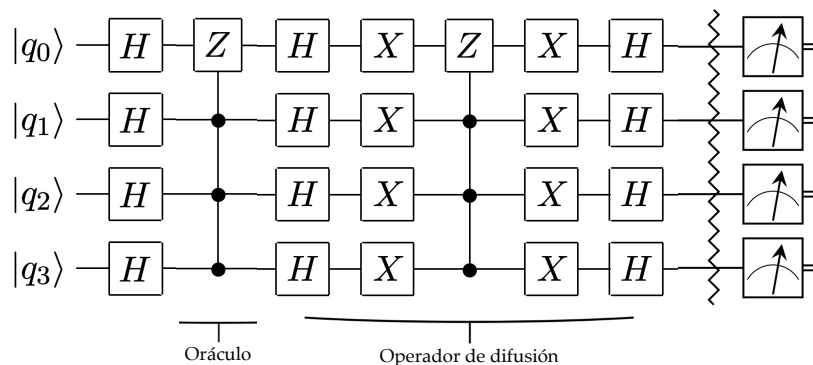 |q₀⟩ H Z H X Z X H
|q₁⟩ H H X X H
|q₂⟩ H H X X H
|q₃⟩ H H X X H
Oráculo
Operador de difusión